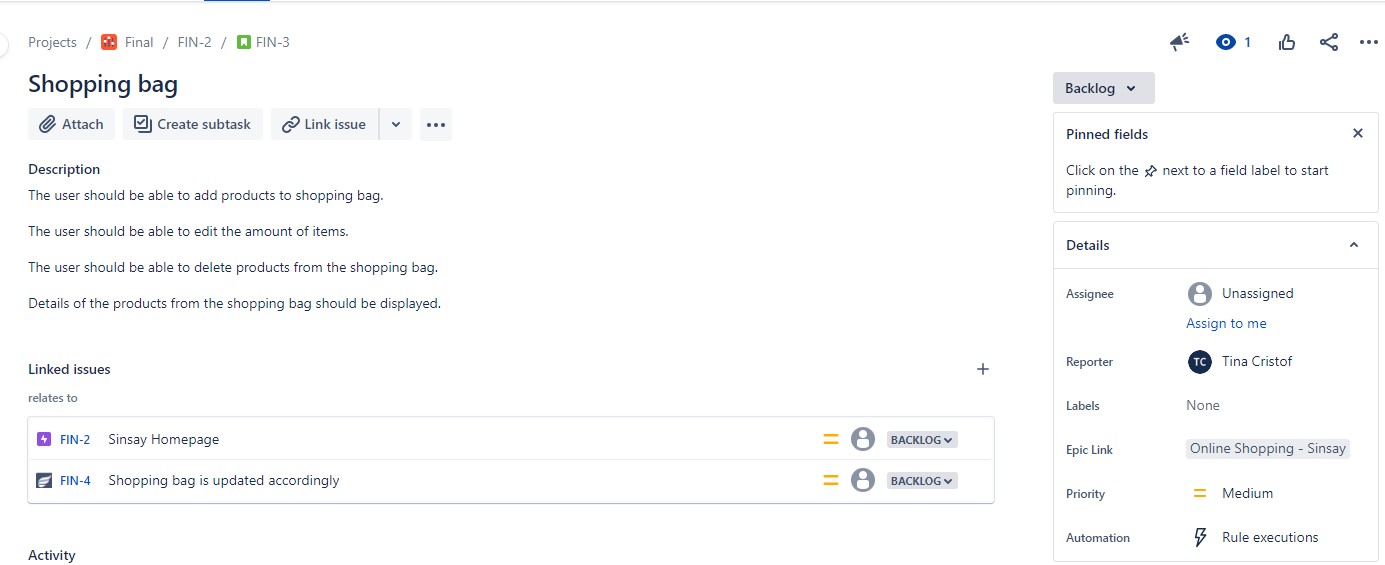 Projects / Final / FIN-2 / FIN-3
1
Shopping bag
Attach
Create subtask
Link issue
Description
The user should be able to add products to shopping bag.
The user should be able to edit the amount of items.
The user should be able to delete products from the shopping bag.
Details of the products from the shopping bag should be displayed.
Linked issues
relates to
FIN-2 Sinsay Homepage BACKLOG
FIN-4 Shopping bag is updated accordingly BACKLOG
Activity
Backlog
Pinned fields
Click on the next to a field label to start
pinning.
Details
Assignee Unassigned
Assign to me
Reporter TC Tina Cristof
Labels None
Epic Link Online Shopping - Sinsay
Priority Medium
Automation Rule executions